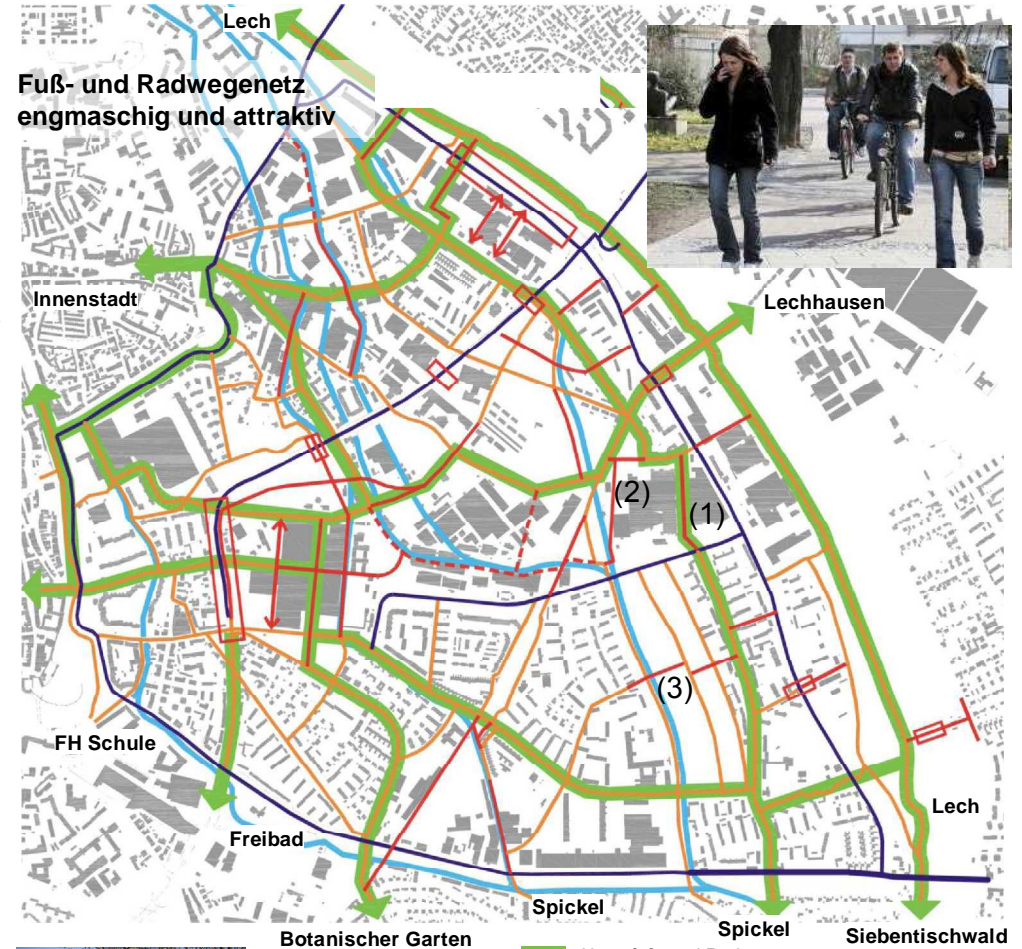 Lech
Fuß- und Radwegenetz
engmaschig und attraktiv
Innenstadt
Lechhausen
(2)
(1)
(3)
FH Schule
Lech
Freibad
Spickel
Spickel
Botanischer Garten
Siebentischwald